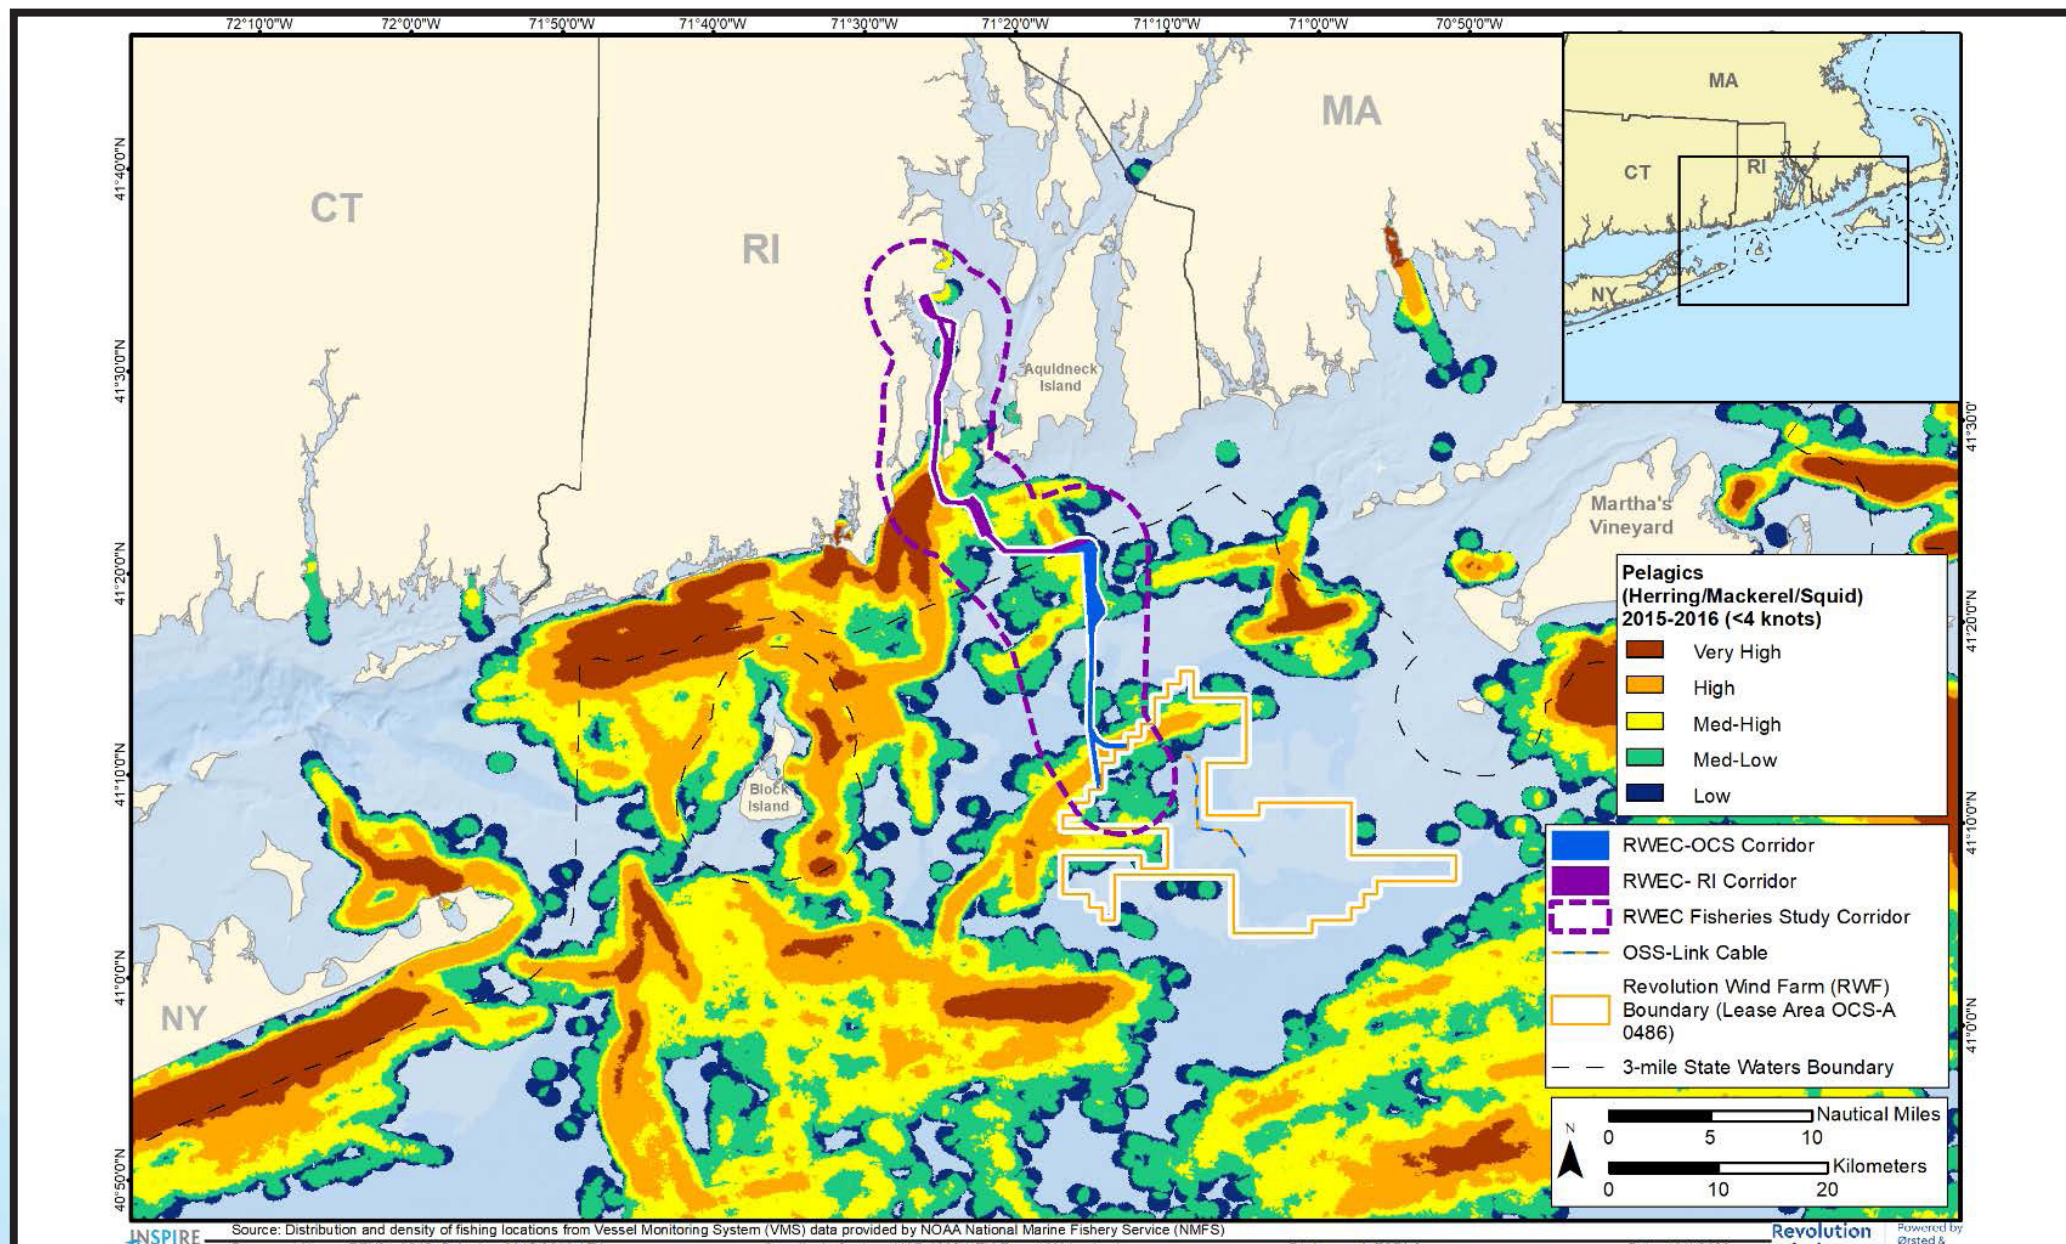 72°10'0"W 72°0'0"W 71°50'0"W 71°40'0"W 71°30'0"W 71°20'0"W 71°10'0"W 71°0'0"W 70°50'0"W
41°40'0"N
41°30'0"N
41°20'0"N
41°10'0"N
41°0'0"N
40°50'0"N
CT
RI
MA
NY
Aquidneck
Island
Block
Island
Martha's
Vineyard
MA
CT
RI
NY
41°30'0"
41°20'0"N
41°10'0"N
41°0'0"N
Pelagics
(Herring/Mackerel/Squid)
2015-2016 (<4 knots)
Very High
High
Med-High
Med-Low
Low
RWEC-OCS Corridor
RWEC- RI Corridor
RWEC Fisheries Study Corridor
OSS-Link Cable
Revolution Wind Farm (RWF)
Boundary (Lease Area OCS-A
0486)
3-mile State Waters Boundary
N
Nautical Miles
0 5 10
Kilometers
0 10 20
INSPIRE
Source: Distribution and density of fishing locations from Vessel Monitoring System (VMS) data provided by NOAA National Marine Fishery Service (NMFS)
Revolution
Powered by
Ørsted &